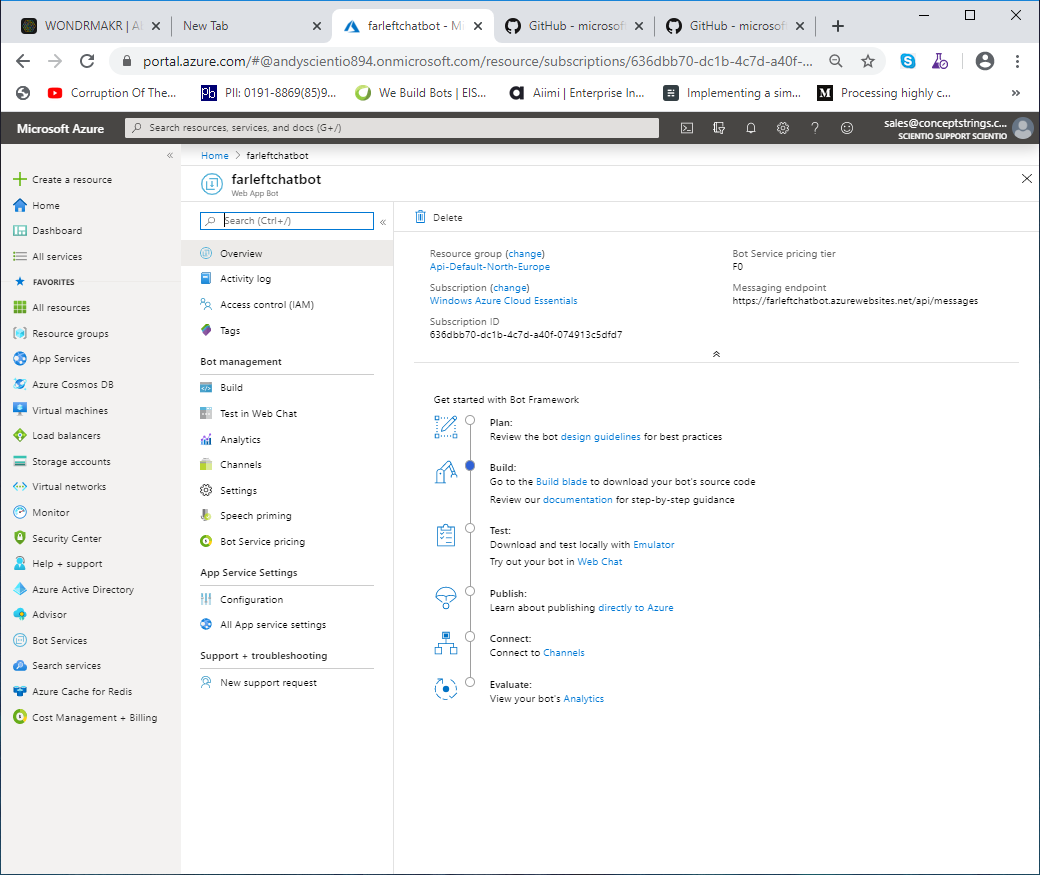 WONDRMAKR | A
New Tab
farleftchatbot - Mi
GitHub - microsof
GitHub - microsof
portal.azure.com/#@andyscientio894.onmicrosoft.com/resource/subscriptions/636dbb70-dc1b-4c7d-a40f-...
Corruption Of The...
Pb
PII: 0191-8869(85)9...
We Build Bots | EIS...
a
Aiimi | Enterprise In...
Implementing a sim...
M
Processing highly c...
»
Microsoft Azure
Search resources, services, and docs (G+/)
sales@conceptstrings.c...
SCIENTIO SUPPORT SCIENTIO
«
Create a resource
Home
Dashboard
All services
FAVORITES
All resources
Resource groups
App Services
Azure Cosmos DB
Virtual machines
Load balancers
Storage accounts
Virtual networks
Monitor
Security Center
Help + support
Azure Active Directory
Advisor
Bot Services
Search services
Azure Cache for Redis
Cost Management + Billing
Home > farleftchatbot
farleftchatbot
Web App Bot
Search (Ctrl+/)
«
Overview
Activity log
Access control (IAM)
Tags
Bot management
Build
Test in Web Chat
Analytics
Channels
Settings
Speech priming
Bot Service pricing
App Service Settings
Configuration
All App service settings
Support + troubleshooting
New support request
Delete
Resource group (change)
Api-Default-North-Europe
Subscription (change)
Windows Azure Cloud Essentials
Subscription ID
636dbb70-dc1b-4c7d-a40f-074913c5dfd7
Bot Service pricing tier
F0
Messaging endpoint
https://farleftchatbot.azurewebsites.net/api/messages
Get started with Bot Framework
Plan:
Review the bot design guidelines for best practices
Build:
Go to the Build blade to download your bot's source code
Review our documentation for step-by-step guidance
Test:
Download and test locally with Emulator
Try out your bot in Web Chat
Publish:
Learn about publishing directly to Azure
Connect:
Connect to Channels
Evaluate:
View your bot's Analytics